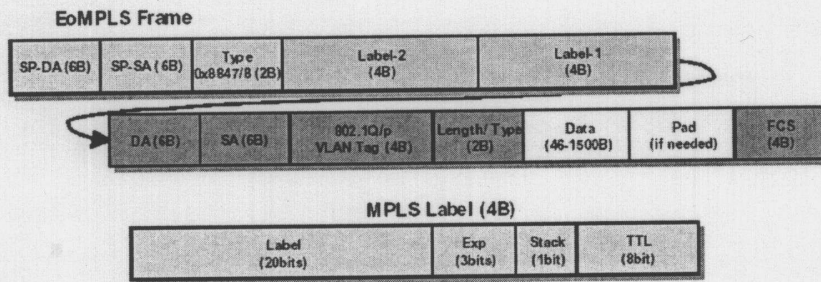 EoMPLS Frame
SP-DA (6B)
SP-SA (6B)
Type
0x8847/8 (2B)
Label-2
(4B)
Label-1
(4B)
DA (6B)
SA (6B)
802.1Q/p
VLAN Tag (4B)
Length/Type
(2B)
Data
(46-1500B)
Pad
(if needed)
FCS
(4B)
MPLS Label (4B)
Label
(20bits)
Exp
(3bits)
Stack
(1bit)
TTL
(8bit)